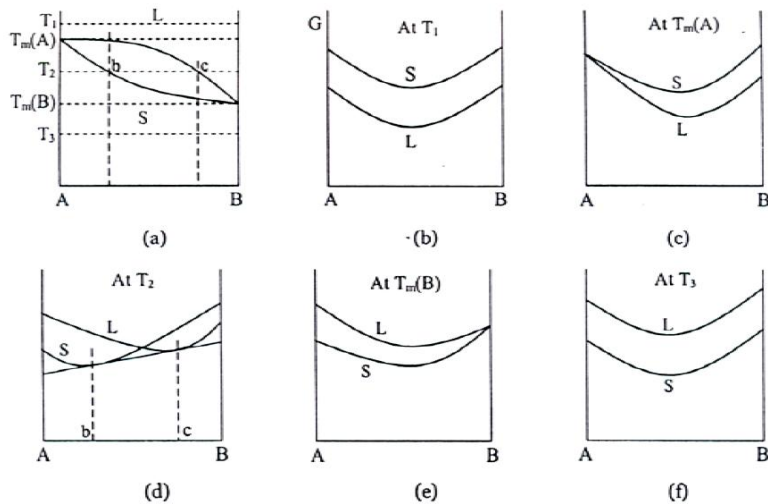 T₁ L
Tₘ(A)
T₂ b c
Tₘ(B)
S
T₃
A B
(a)
G At T₁
S
L
A B
(b)
At Tₘ(A)
S
L
A B
(c)
At T₂
L
S
b c
A B
(d)
At Tₘ(B)
L
S
A B
(e)
At T₃
L
S
A B
(f)